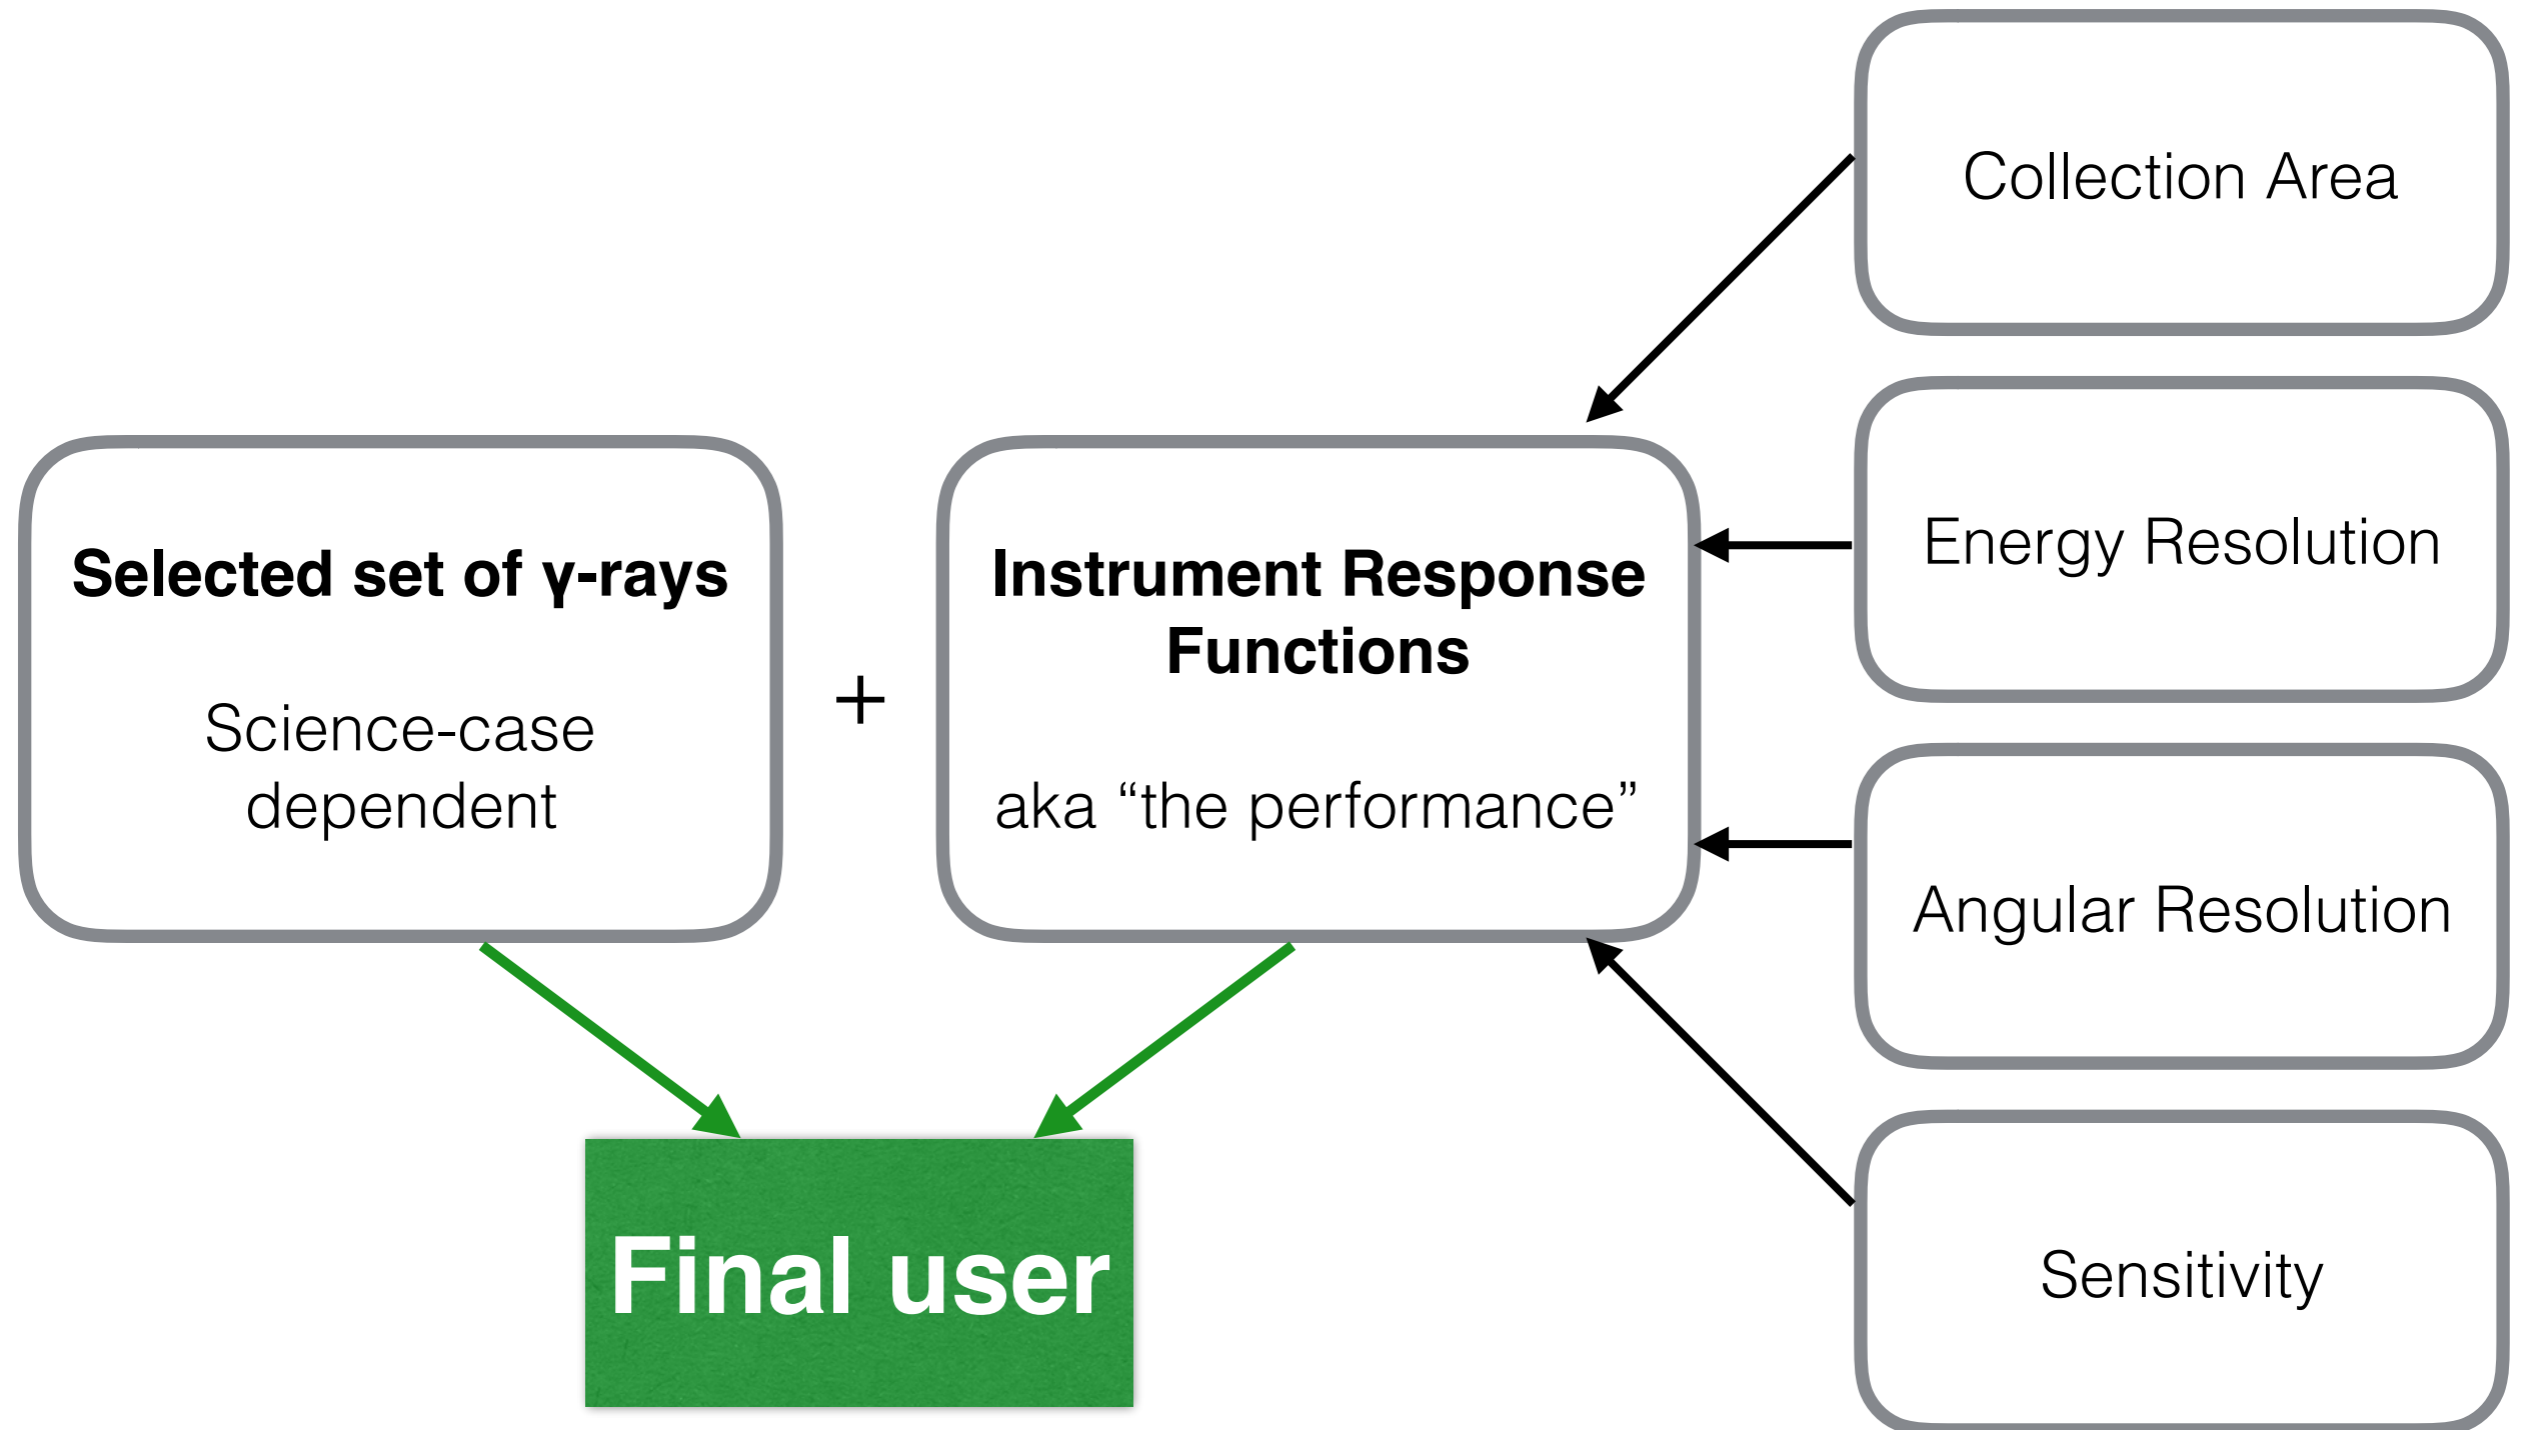 Selected set of γ-rays
Science-case
dependent
+
Instrument Response
Functions
aka “the performance”
Collection Area
Energy Resolution
Angular Resolution
Sensitivity
Final user